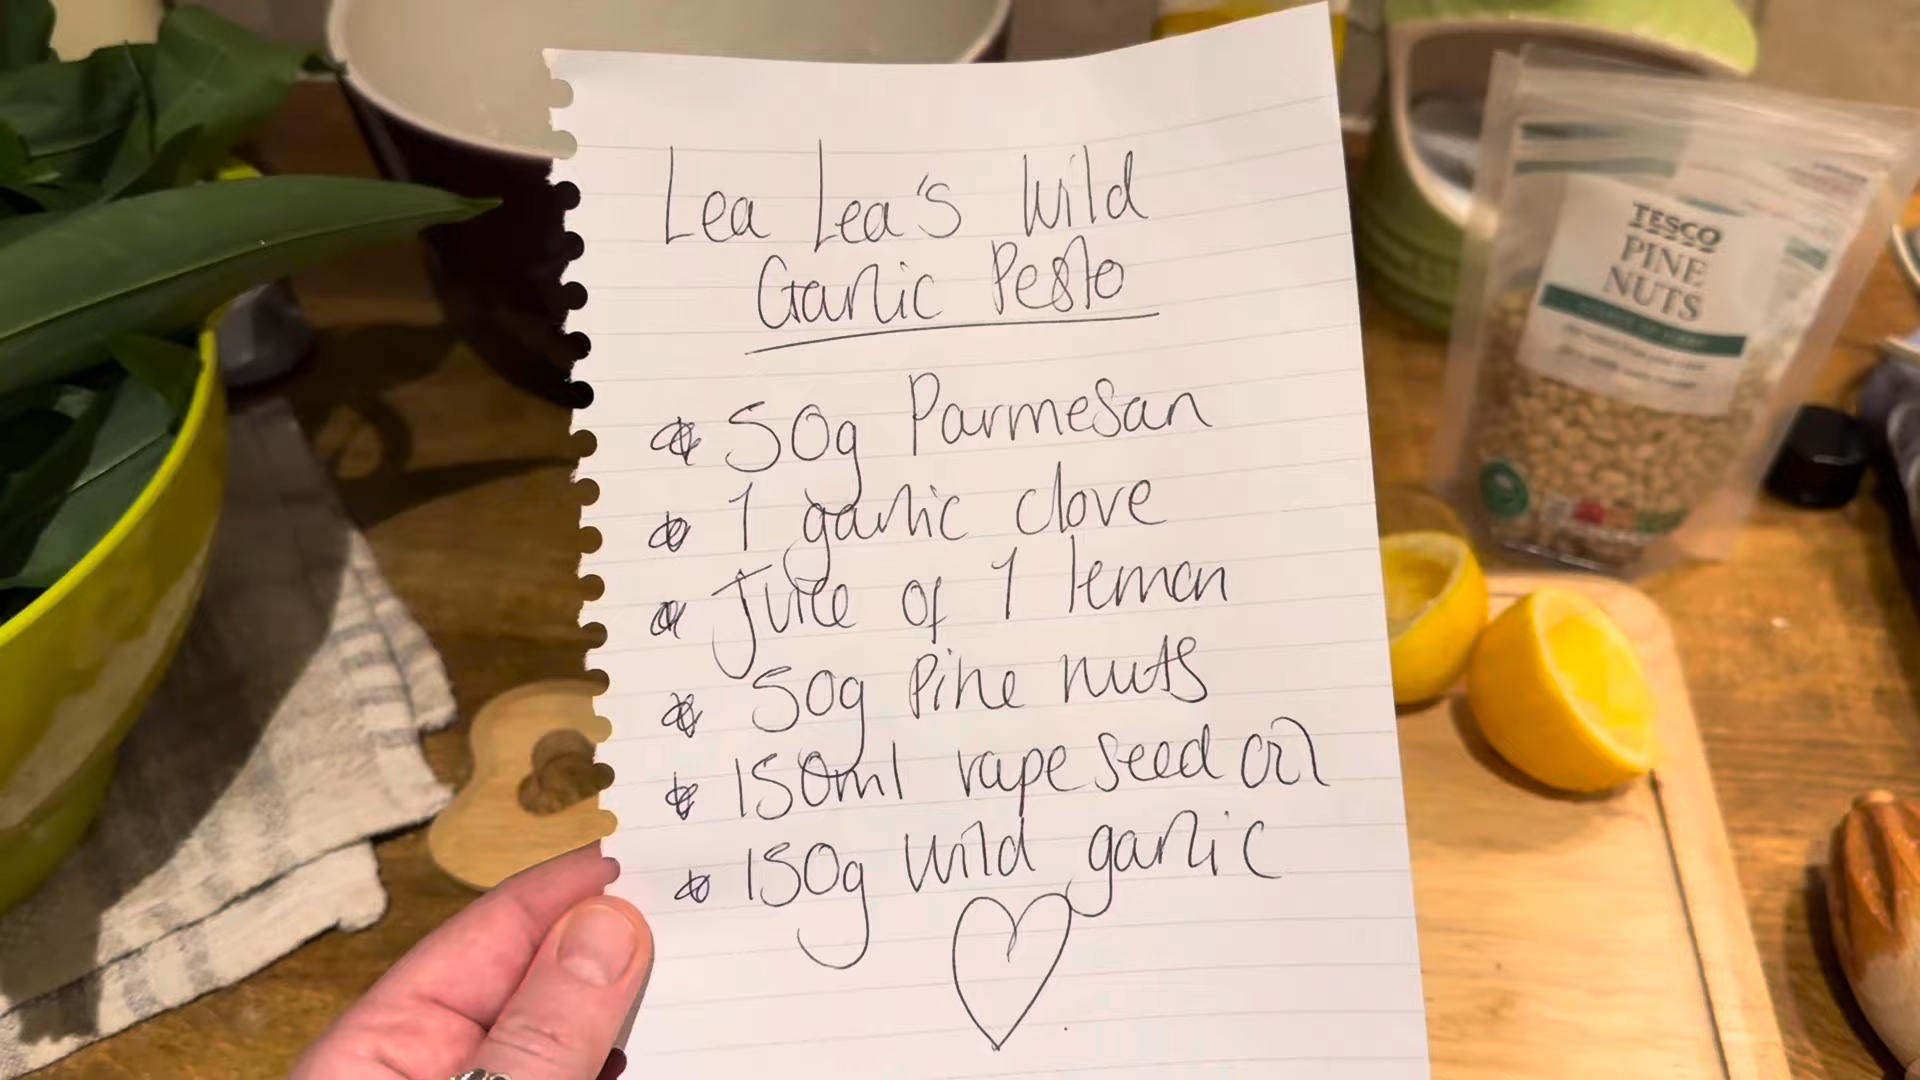 Lea Lea's Wild
Garlic Pesto
* 50g Parmesan
* 1 garlic clove
* Juice of 1 lemon
* 50g Pine nuts
* 150ml rapeseed oil
* 150g Wild garlic
TESCO
PINE
NUTS